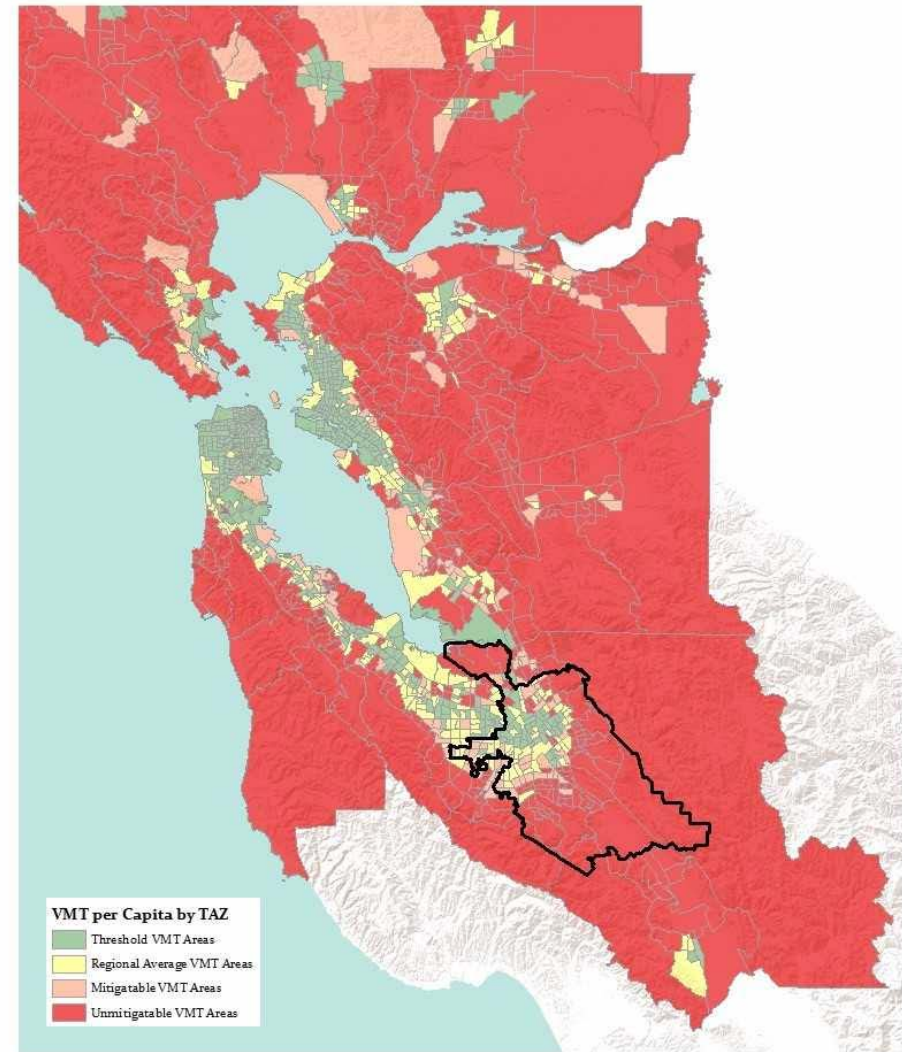 VMT per Capita by TAZ
Threshold VMT Areas
Regional Average VMT Areas
Mitigatable VMT Areas
Unmitigatable VMT Areas